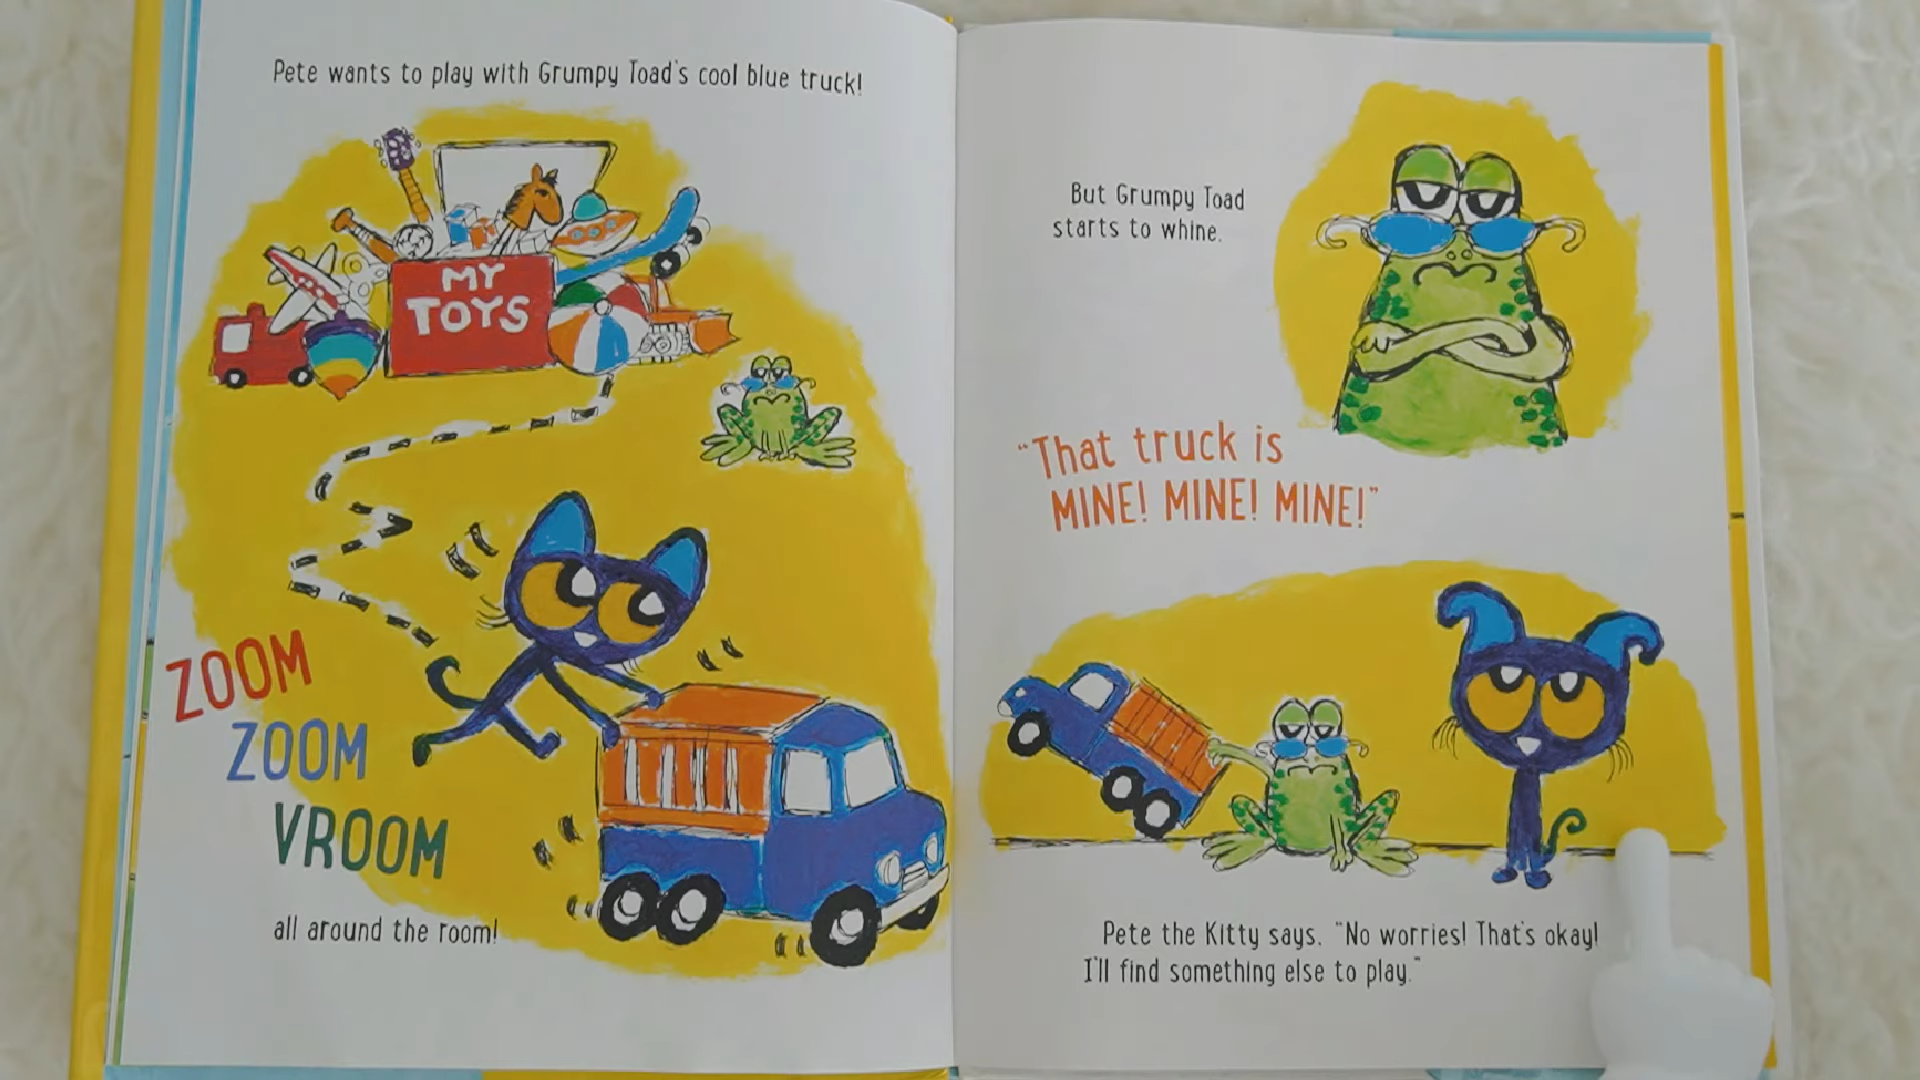 Pete wants to play with Grumpy Toad's cool blue truck!
MY
TOYS
ZOOM
ZOOM
VROOM
all around the room!
But Grumpy Toad
starts to whine.
"That truck is
MINE! MINE! MINE!"
Pete the Kitty says. "No worries! That's okay!
I'll find something else to play."